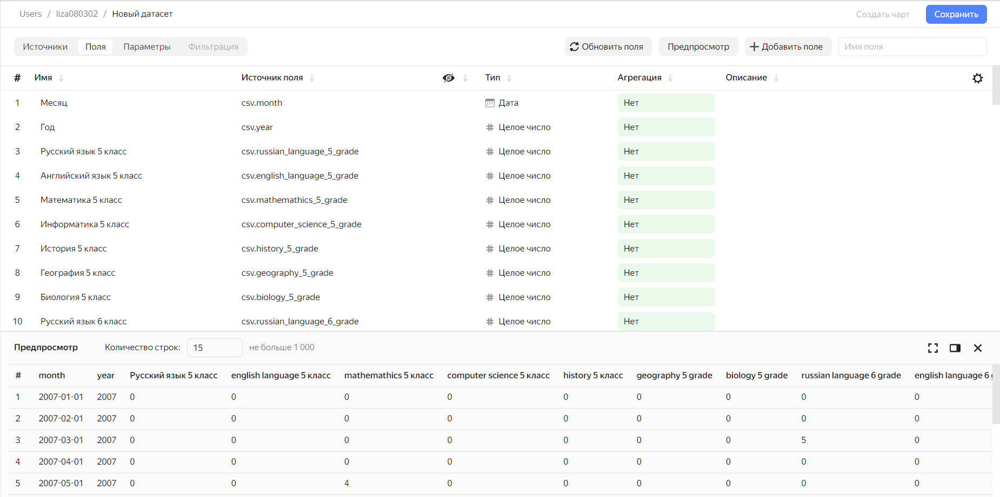 Users / liza080302 / Новый датасет
Создать чарт Сохранить
Источники Поля Параметры Фильтрация
Обновить поля Предпросмотр Добавить поле Имя поля
# Имя Источник поля Тип Агрегация Описание
1 Месяц csv.month Дата Нет
2 Год csv.year Целое число Нет
3 Русский язык 5 класс csv.russian_language_5_grade Целое число Нет
4 Английский язык 5 класс csv.english_language_5_grade Целое число Нет
5 Математика 5 класс csv.mathemathics_5_grade Целое число Нет
6 Информатика 5 класс csv.computer_science_5_grade Целое число Нет
7 История 5 класс csv.history_5_grade Целое число Нет
8 География 5 класс csv.geography_5_grade Целое число Нет
9 Биология 5 класс csv.biology_5_grade Целое число Нет
10 Русский язык 6 класс csv.russian_language_6_grade Целое число Нет
Предпросмотр Количество строк: 15 не больше 1 000
# month year Русский язык 5 класс english language 5 класс mathemathics 5 класс computer science 5 класс history 5 класс geography 5 grade biology 5 grade russian language 6 grade english language 6
1 2007-01-01 2007 0 0 0 0 0 0 0 0 0
2 2007-02-01 2007 0 0 0 0 0 0 0 0 0
3 2007-03-01 2007 0 0 0 0 0 0 0 5 0
4 2007-04-01 2007 0 0 0 0 0 0 0 0 0
5 2007-05-01 2007 0 0 4 0 0 0 0 0 0